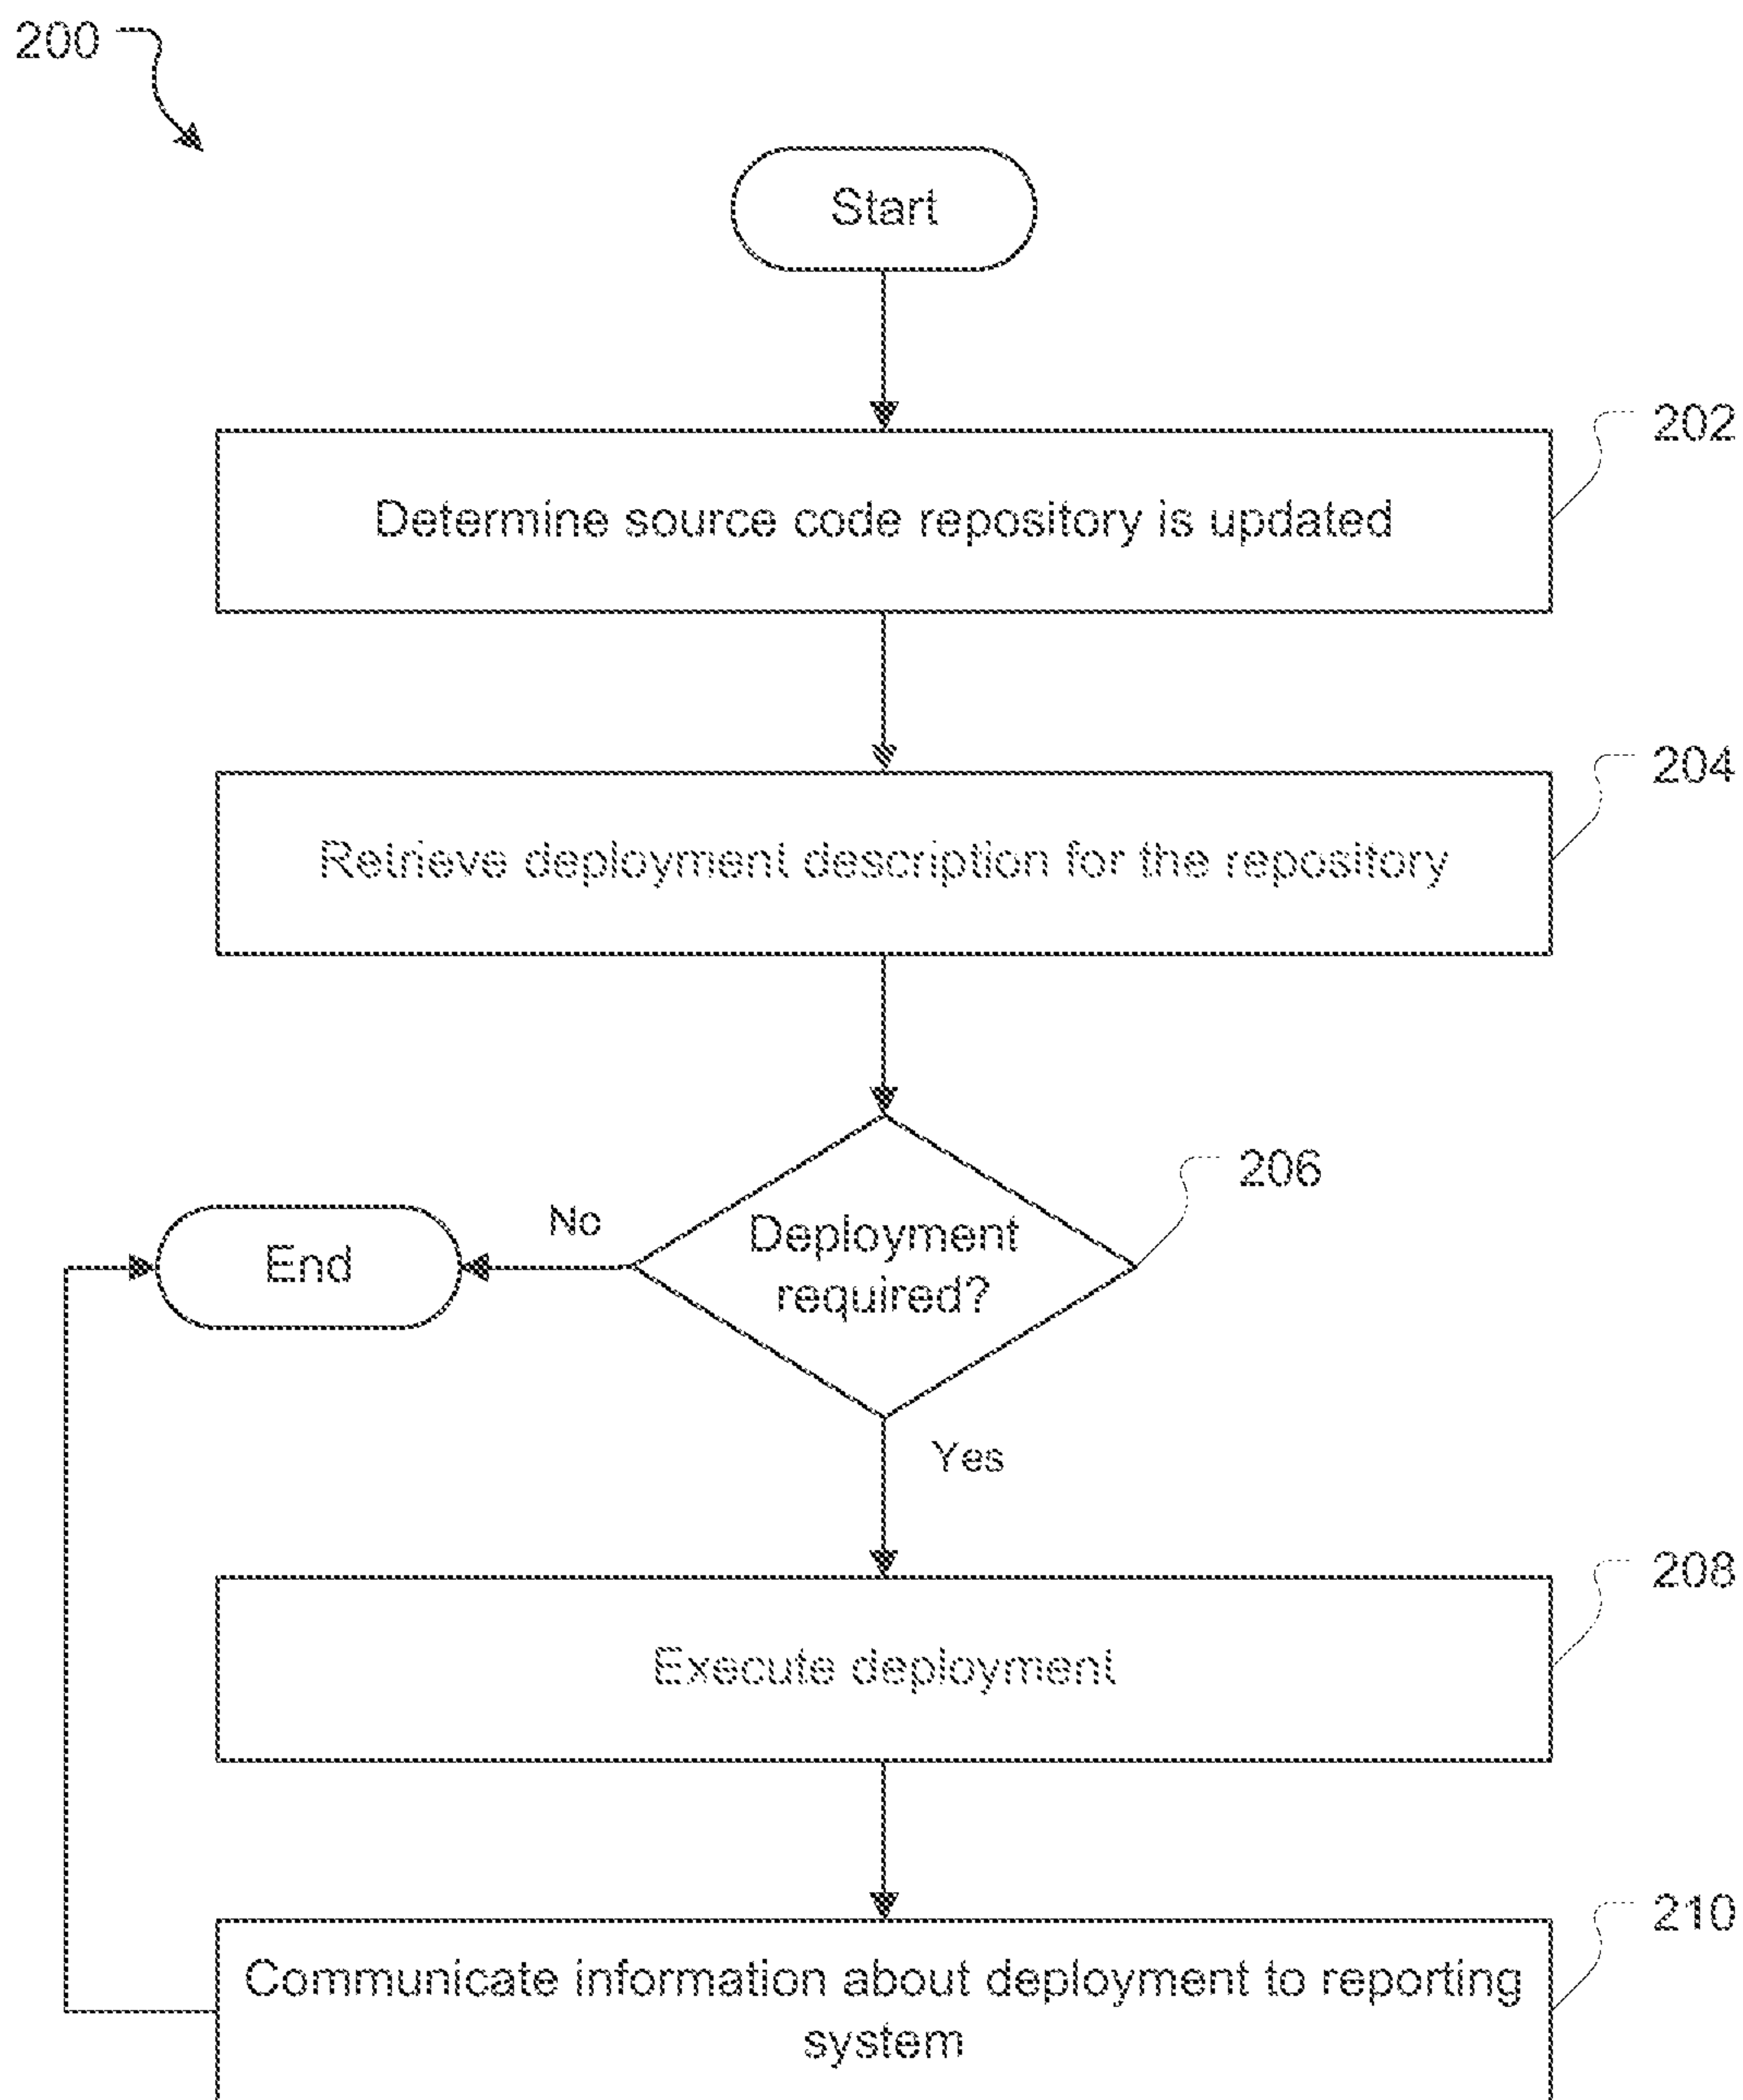 200
Start
202
Determine source code repository is updated
204
Retrieve deployment description for the repository
206
No
Deployment
required?
End
Yes
208
Execute deployment
210
Communicate information about deployment to reporting
system